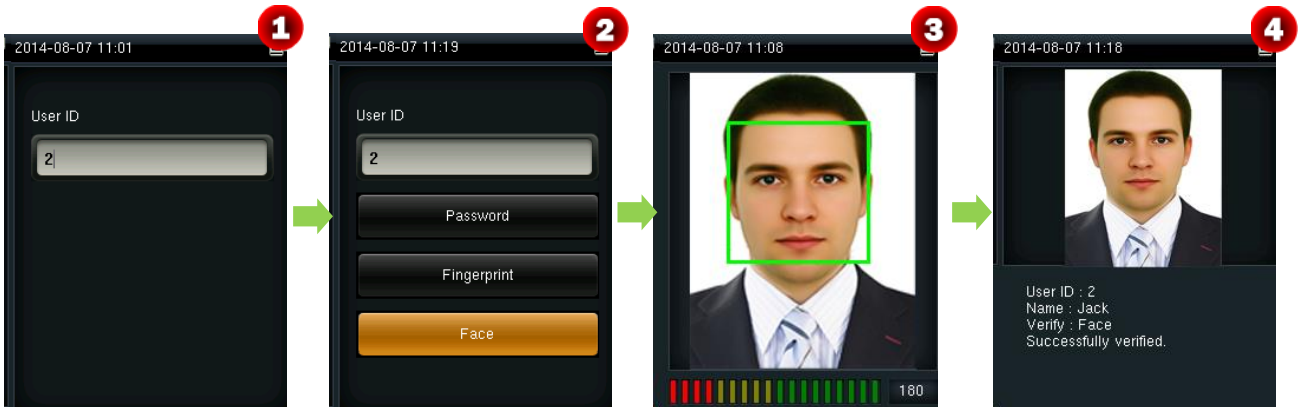 1
2014-08-07 11:01
User ID
2
2
2014-08-07 11:19
User ID
2
Password
Fingerprint
Face
3
2014-08-07 11:08
180
4
2014-08-07 11:18
User ID : 2
Name : Jack
Verify : Face
Successfully verified.